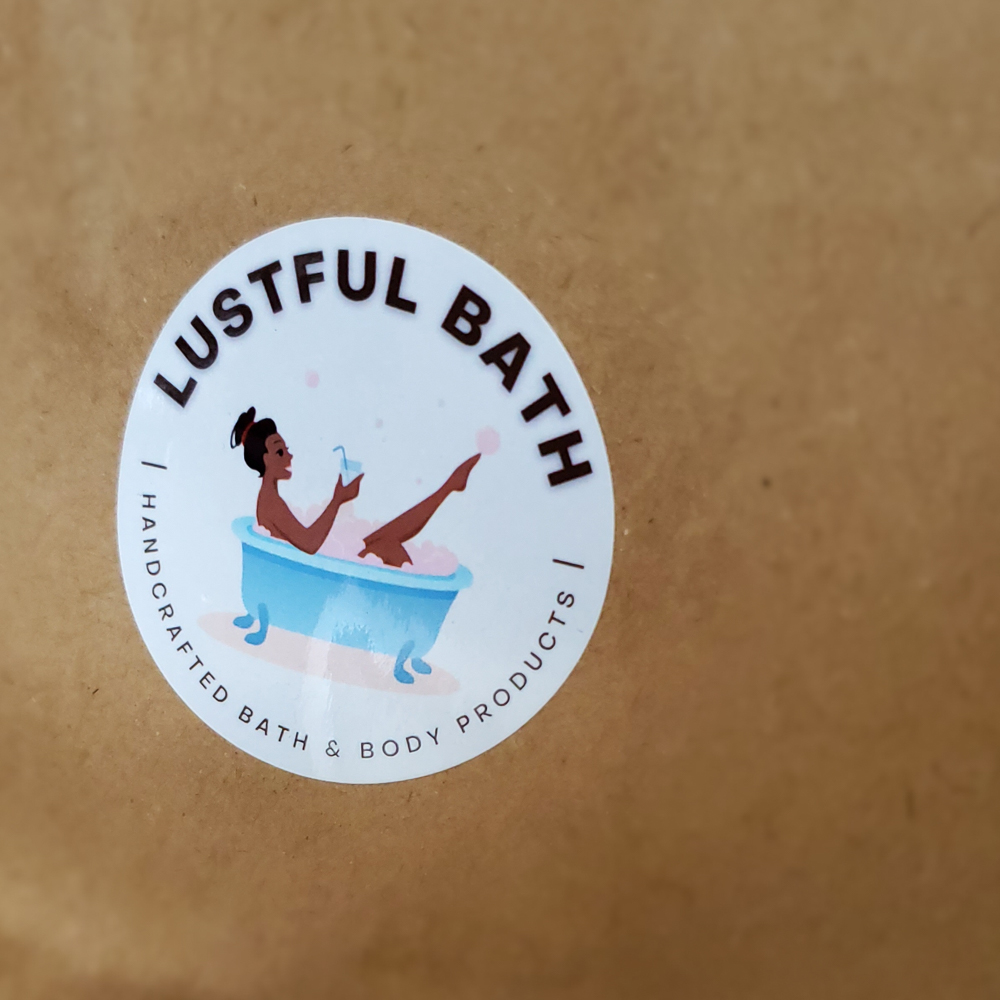 LUSTFUL BATH
| HANDCRAFTED BATH & BODY PRODUCTS |